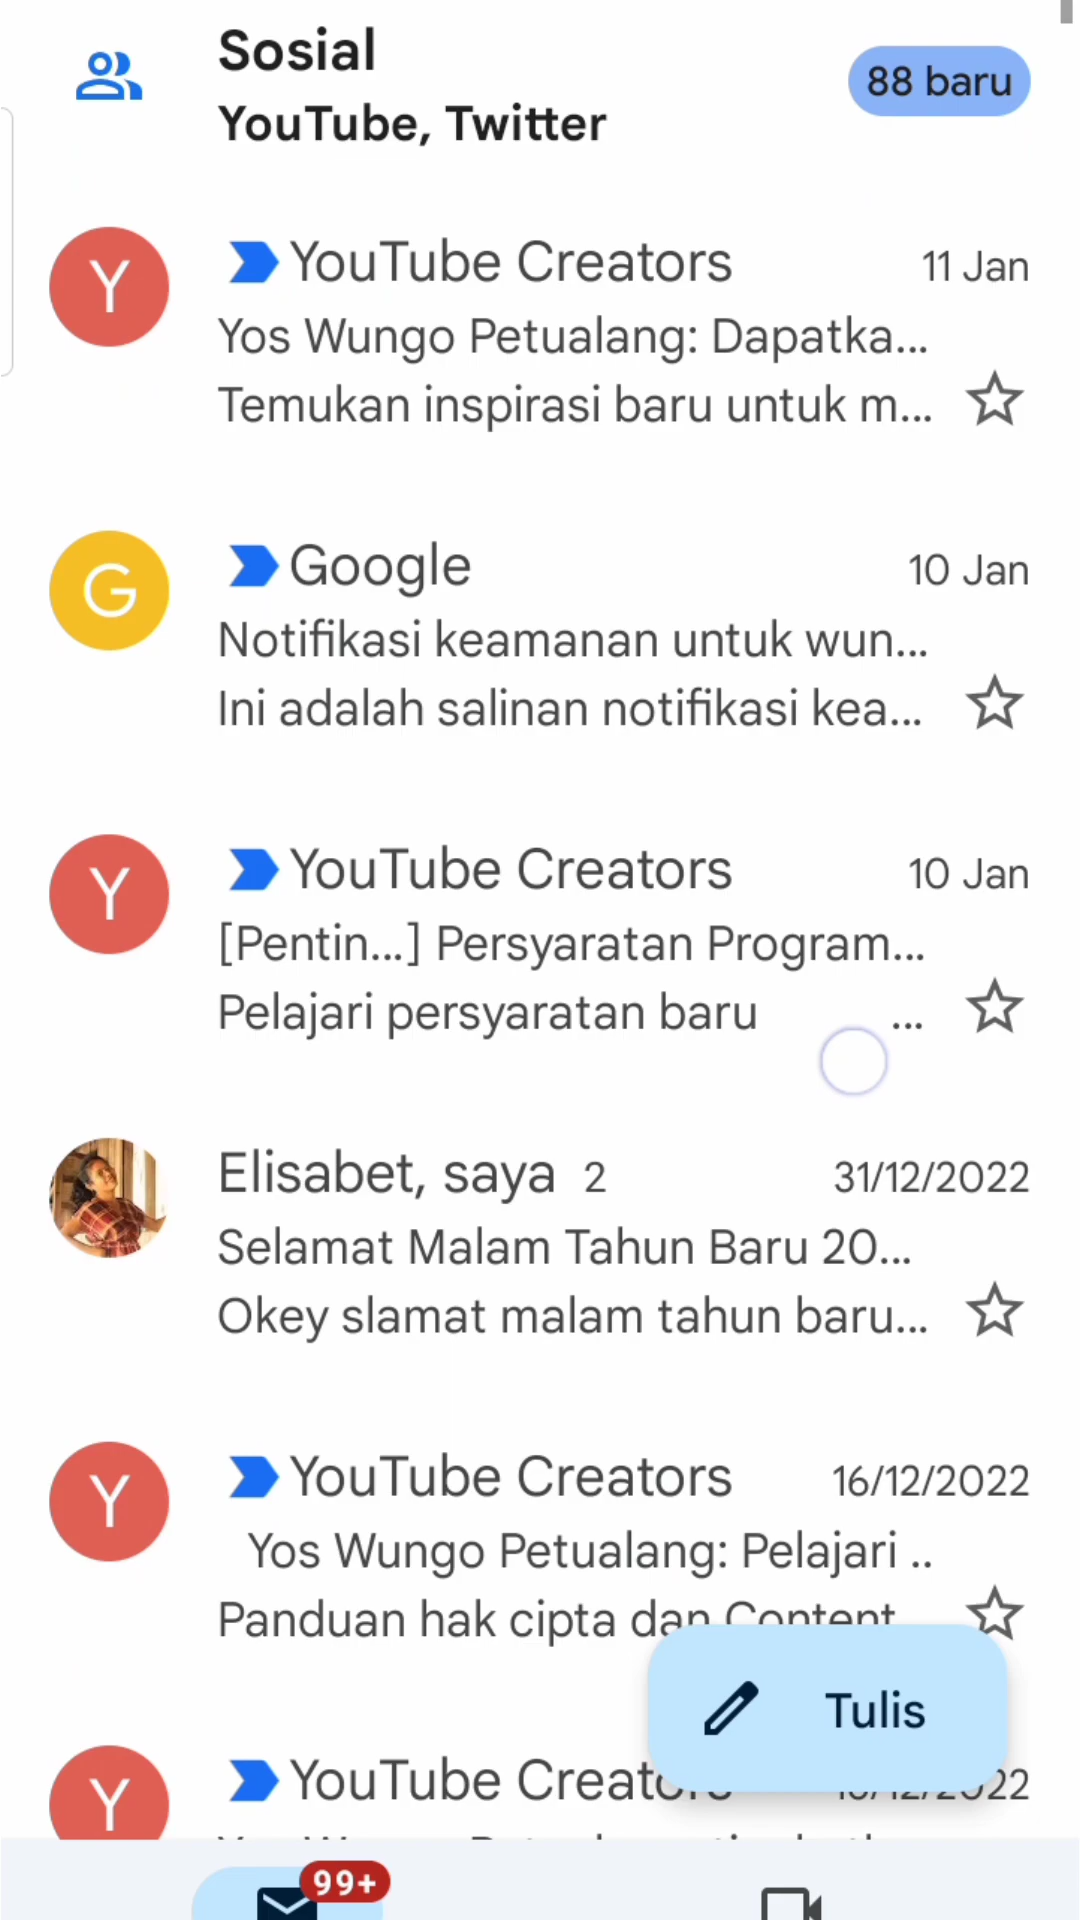 Sosial
88 baru
YouTube, Twitter
Y
YouTube Creators
11 Jan
Yos Wungo Petualang: Dapatka...
Temukan inspirasi baru untuk m...
G
Google
10 Jan
Notifikasi keamanan untuk wun...
Ini adalah salinan notifikasi kea...
Y
YouTube Creators
10 Jan
[Pentin...] Persyaratan Program...
Pelajari persyaratan baru ...
Elisabet, saya 2
31/12/2022
Selamat Malam Tahun Baru 20...
Okey slamat malam tahun baru...
Y
YouTube Creators
16/12/2022
Yos Wungo Petualang: Pelajari ..
Panduan hak cipta dan Content
Tulis
Y
YouTube Creators
99+